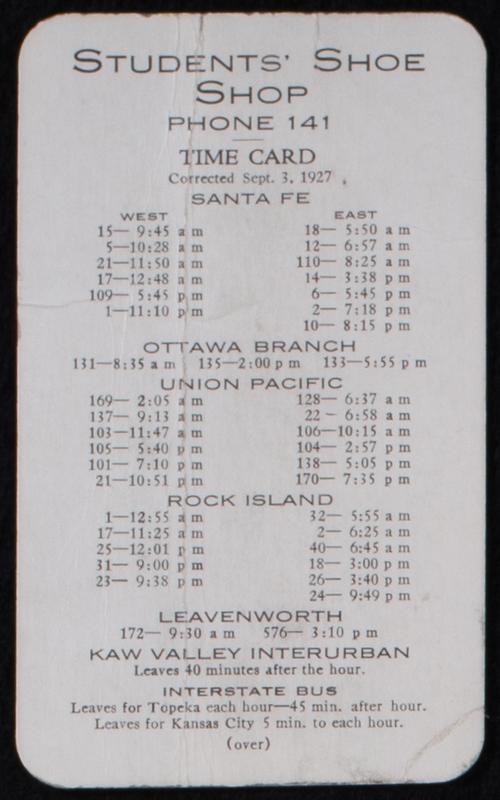 STUDENTS' SHOE
SHOP
PHONE 141
TIME CARD
Corrected Sept. 3, 1927
SANTA FE
WEST EAST
15— 9:45 a m 18— 5:50 a m
5—10:28 a m 12— 6:57 a m
21—11:50 a m 110— 8:25 a m
17—12:48 a m 14— 3:38 p m
109— 5:45 p m 6— 5:45 p m
1—11:10 p m 2— 7:18 p m
10— 8:15 p m
OTTAWA BRANCH
131—8:35 a m 135—2:00 p m 133—5:55 p m
UNION PACIFIC
169— 2:05 a m 128— 6:37 a m
137— 9:13 a m 22— 6:58 a m
103—11:47 a m 106—10:15 a m
105— 5:40 p m 104— 2:57 p m
101— 7:10 p m 138— 5:05 p m
21—10:51 p m 170— 7:35 p m
ROCK ISLAND
1—12:55 a m 32— 5:55 a m
17—11:25 a m 2— 6:25 a m
25—12:01 p m 40— 6:45 a m
31— 9:00 p m 18— 3:00 p m
23— 9:38 p m 26— 3:40 p m
24— 9:49 p m
LEAVENWORTH
172— 9:30 a m 576— 3:10 p m
KAW VALLEY INTERURBAN
Leaves 40 minutes after the hour.
INTERSTATE BUS
Leaves for Topeka each hour—45 min. after hour.
Leaves for Kansas City 5 min. to each hour.
(over)